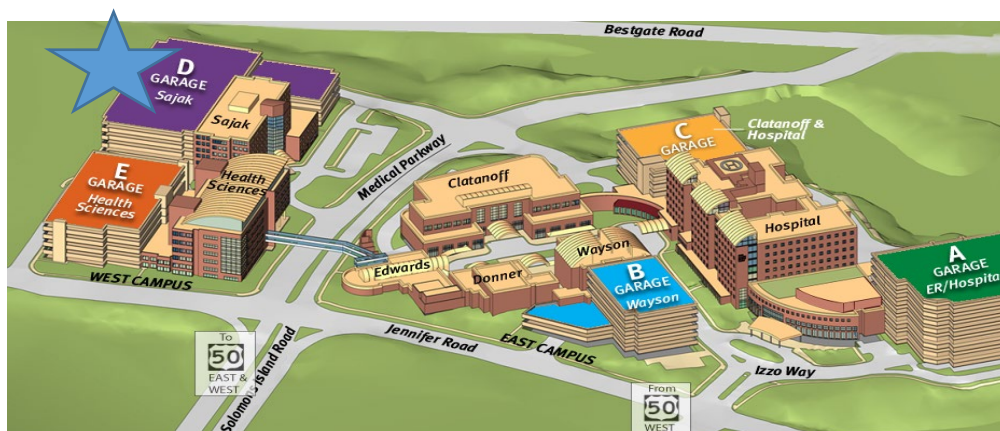 Bestgate Road
D
GARAGE
Sajak
Sajak
E
GARAGE
Health
Sciences
Health
Sciences
Medical Parkway
Clatanoff
C
GARAGE
Clatanoff &
Hospital
H
Hospital
Wayson
Edwards
Donner
B
GARAGE
Wayson
A
GARAGE
ER/Hospital
WEST CAMPUS
EAST CAMPUS
Jennifer Road
Izzo Way
Solomons Island Road
To
50
EAST &
WEST
From
50
WEST